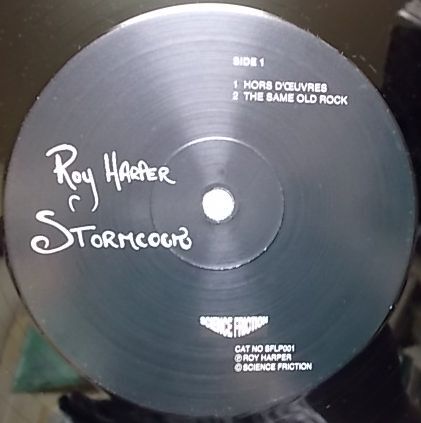 SIDE 1
1 HORS D'ŒUVRES
2 THE SAME OLD ROCK
Roy HARPER
STORMCOCK
SCIENCE FRICTION
CAT NO SFLP001
Ⓟ ROY HARPER
© SCIENCE FRICTION